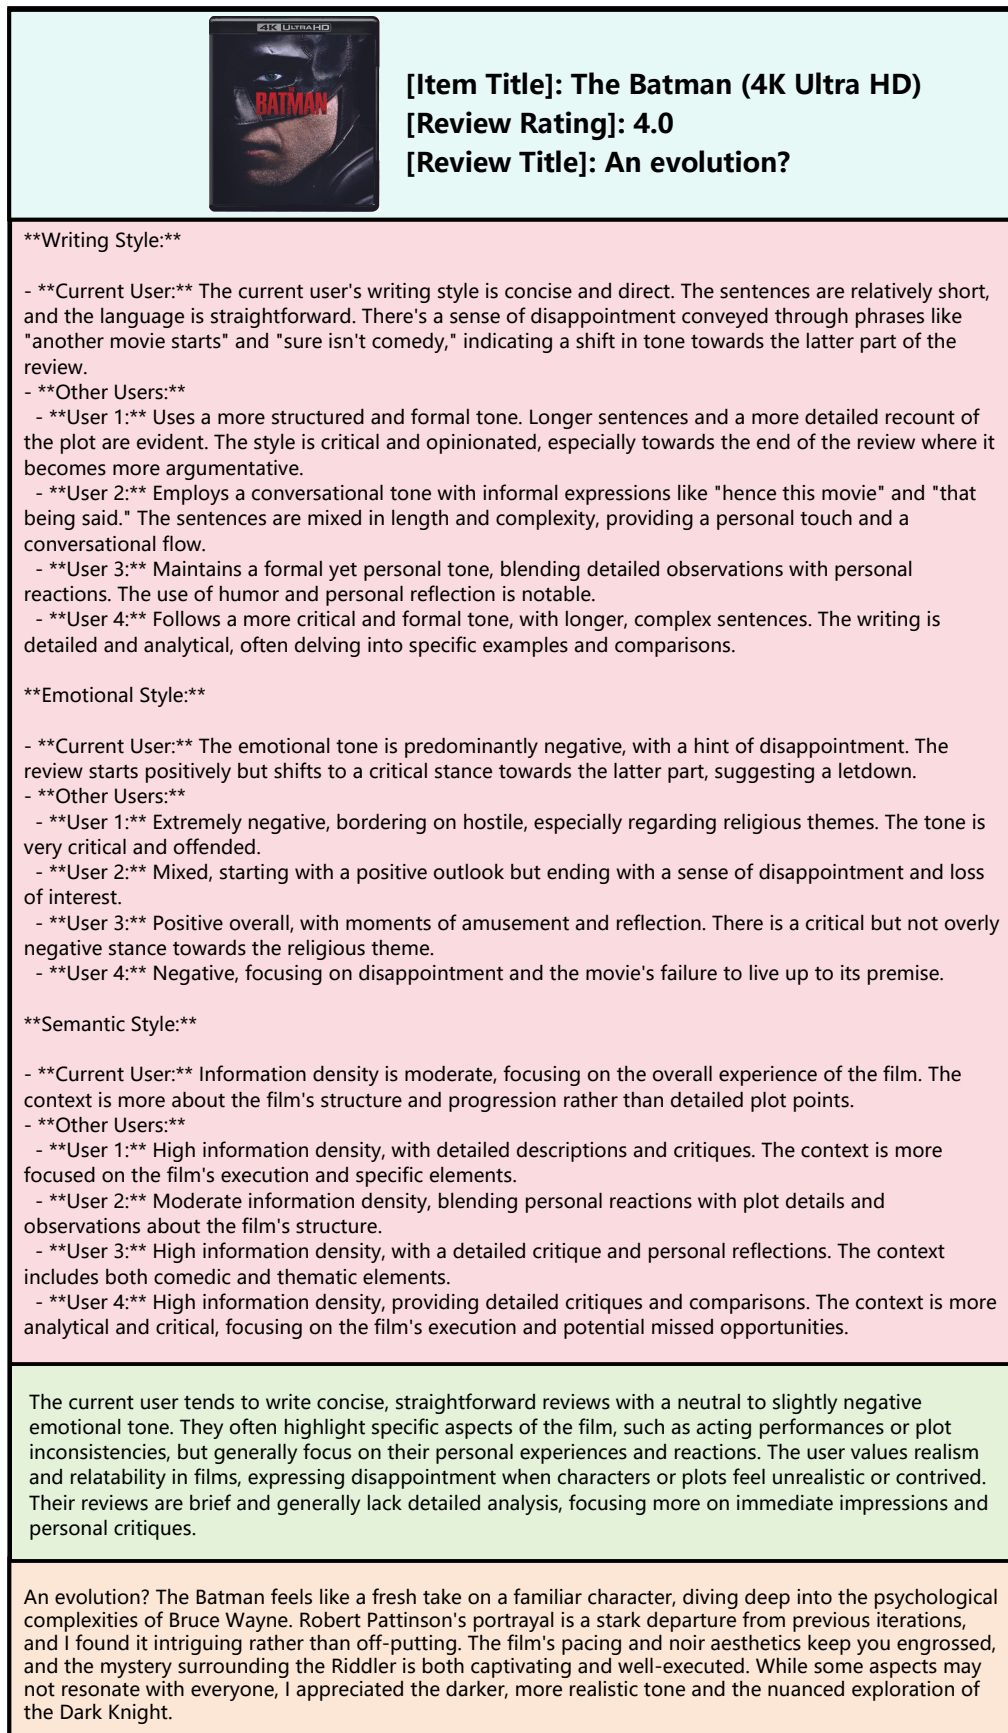 4K ULTRA HD
BATMAN
[Item Title]: The Batman (4K Ultra HD)
[Review Rating]: 4.0
[Review Title]: An evolution?
**Writing Style:**
- **Current User:** The current user's writing style is concise and direct. The sentences are relatively short,
and the language is straightforward. There's a sense of disappointment conveyed through phrases like
"another movie starts" and "sure isn't comedy," indicating a shift in tone towards the latter part of the
review.
- **Other Users:**
- **User 1:** Uses a more structured and formal tone. Longer sentences and a more detailed recount of
the plot are evident. The style is critical and opinionated, especially towards the end of the review where it
becomes more argumentative.
- **User 2:** Employs a conversational tone with informal expressions like "hence this movie" and "that
being said." The sentences are mixed in length and complexity, providing a personal touch and a
conversational flow.
- **User 3:** Maintains a formal yet personal tone, blending detailed observations with personal
reactions. The use of humor and personal reflection is notable.
- **User 4:** Follows a more critical and formal tone, with longer, complex sentences. The writing is
detailed and analytical, often delving into specific examples and comparisons.
**Emotional Style:**
- **Current User:** The emotional tone is predominantly negative, with a hint of disappointment. The
review starts positively but shifts to a critical stance towards the latter part, suggesting a letdown.
- **Other Users:**
- **User 1:** Extremely negative, bordering on hostile, especially regarding religious themes. The tone is
very critical and offended.
- **User 2:** Mixed, starting with a positive outlook but ending with a sense of disappointment and loss
of interest.
- **User 3:** Positive overall, with moments of amusement and reflection. There is a critical but not overly
negative stance towards the religious theme.
- **User 4:** Negative, focusing on disappointment and the movie's failure to live up to its premise.
**Semantic Style:**
- **Current User:** Information density is moderate, focusing on the overall experience of the film. The
context is more about the film's structure and progression rather than detailed plot points.
- **Other Users:**
- **User 1:** High information density, with detailed descriptions and critiques. The context is more
focused on the film's execution and specific elements.
- **User 2:** Moderate information density, blending personal reactions with plot details and
observations about the film's structure.
- **User 3:** High information density, with a detailed critique and personal reflections. The context
includes both comedic and thematic elements.
- **User 4:** High information density, providing detailed critiques and comparisons. The context is more
analytical and critical, focusing on the film's execution and potential missed opportunities.
The current user tends to write concise, straightforward reviews with a neutral to slightly negative
emotional tone. They often highlight specific aspects of the film, such as acting performances or plot
inconsistencies, but generally focus on their personal experiences and reactions. The user values realism
and relatability in films, expressing disappointment when characters or plots feel unrealistic or contrived.
Their reviews are brief and generally lack detailed analysis, focusing more on immediate impressions and
personal critiques.
An evolution? The Batman feels like a fresh take on a familiar character, diving deep into the psychological
complexities of Bruce Wayne. Robert Pattinson's portrayal is a stark departure from previous iterations,
and I found it intriguing rather than off-putting. The film's pacing and noir aesthetics keep you engrossed,
and the mystery surrounding the Riddler is both captivating and well-executed. While some aspects may
not resonate with everyone, I appreciated the darker, more realistic tone and the nuanced exploration of
the Dark Knight.